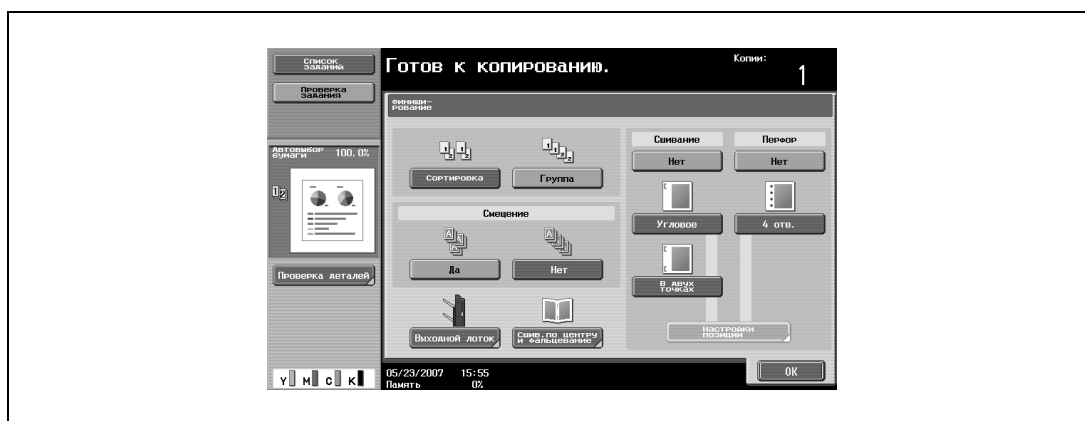 Список
заданий
Готов к копированию.
Копии:
1
Проверка
задания
Финиши-
рование
Автовыбор
бумаги
100.0%
Сшивание
Перфор
Нет
Нет
Сортировка
Группа
Угловое
4 отв.
Смещение
Да
Нет
В двух
точках
Проверка деталей
Выходной лоток
Сшив.по центру
и фальцевание
Настройки
позиции
Y M C K
05/23/2007 15:55
Память 0%
OK